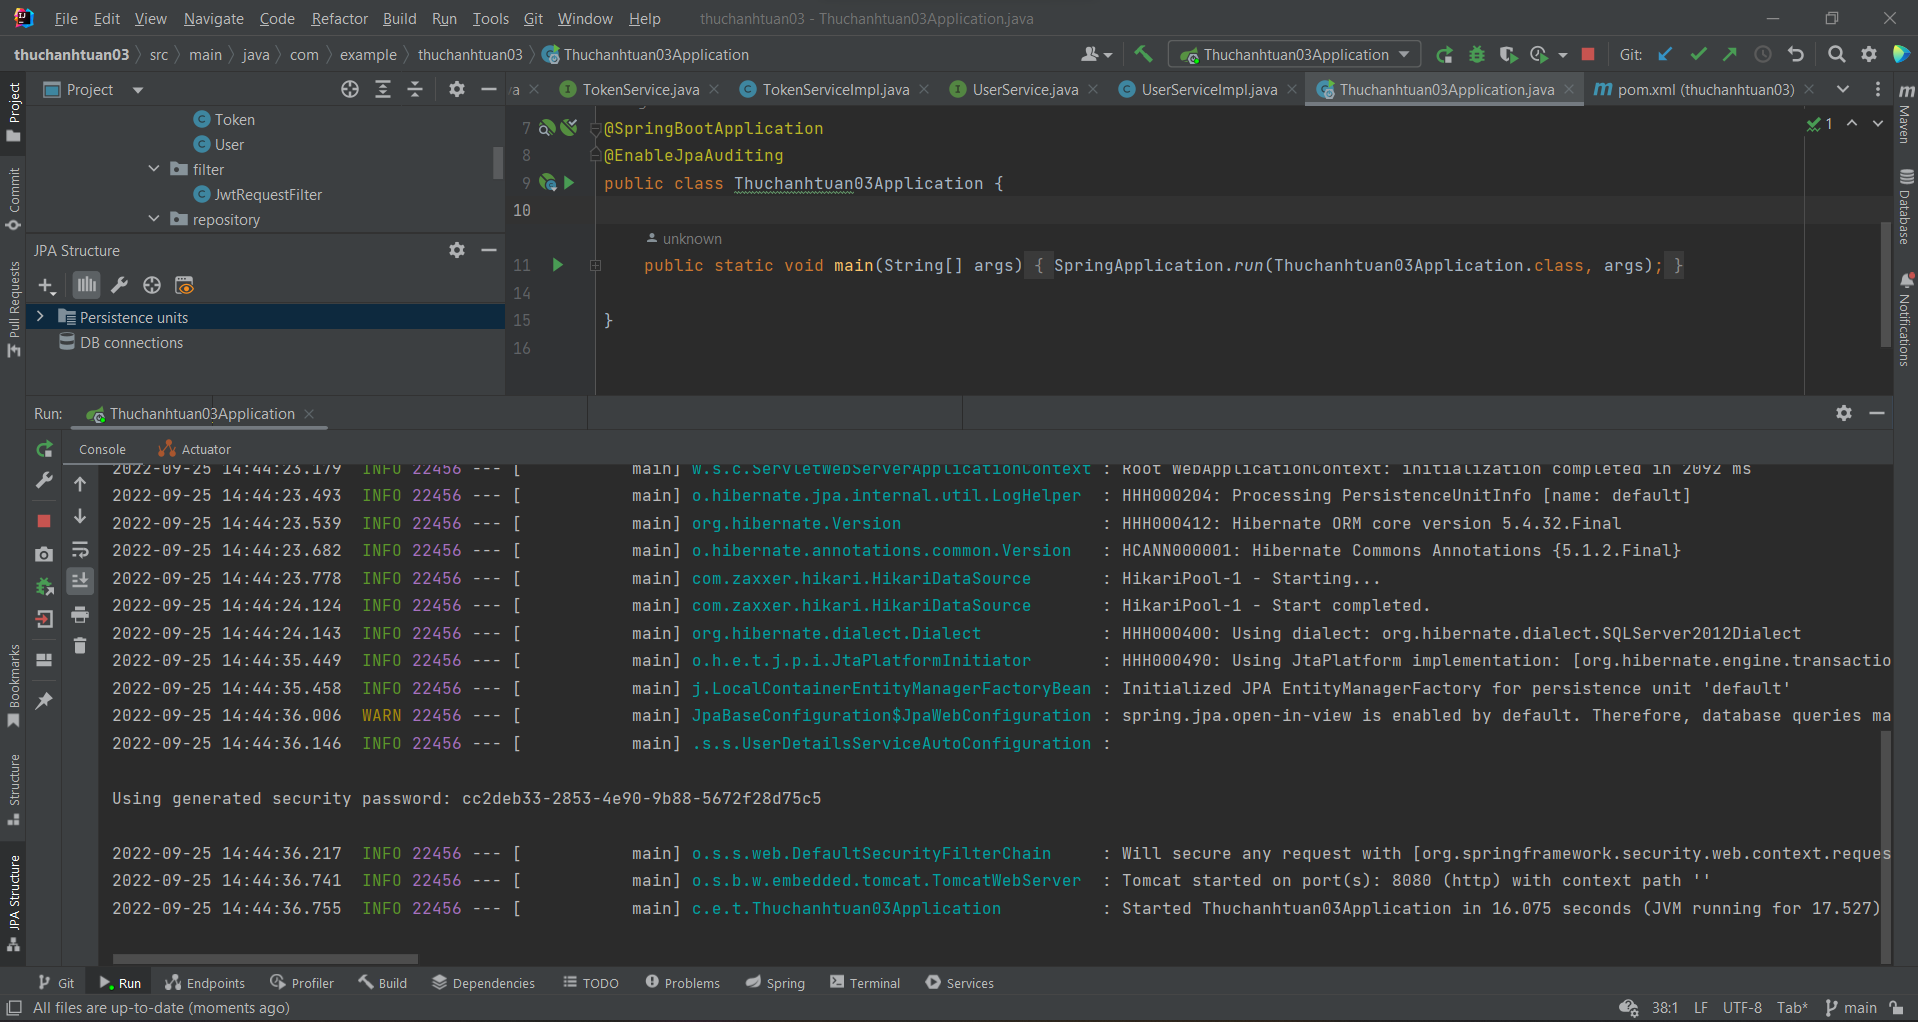 File Edit View Navigate Code Refactor Build Run Tools Git Window Help thuchanhtuan03 - Thuchanhtuan03Application.java
thuchanhtuan03 src main java com example thuchanhtuan03 Thuchanhtuan03Application Thuchanhtuan03Application Git:
Project
va TokenService.java TokenServiceImpl.java UserService.java UserServiceImpl.java Thuchanhtuan03Application.java pom.xml (thuchanhtuan03)
Token
User
filter
JwtRequestFilter
repository
JPA Structure
Persistence units
DB connections
7 @SpringBootApplication
1
8 @EnableJpaAuditing
9 public class Thuchanhtuan03Application {
10
unknown
11 public static void main(String[] args) { SpringApplication.run(Thuchanhtuan03Application.class, args); }
14
15 }
16
Project
Commit
Pull Requests
Bookmarks
Structure
JPA Structure
Maven
Database
Notifications
Run: Thuchanhtuan03Application
Console Actuator
2022-09-25 14:44:23.179 INFO 22456 --- [ main] w.s.c.ServletWebServerApplicationContext : Root WebApplicationContext: initialization completed in 2092 ms
2022-09-25 14:44:23.493 INFO 22456 --- [ main] o.hibernate.jpa.internal.util.LogHelper : HHH000204: Processing PersistenceUnitInfo [name: default]
2022-09-25 14:44:23.539 INFO 22456 --- [ main] org.hibernate.Version : HHH000412: Hibernate ORM core version 5.4.32.Final
2022-09-25 14:44:23.682 INFO 22456 --- [ main] o.hibernate.annotations.common.Version : HCANN000001: Hibernate Commons Annotations {5.1.2.Final}
2022-09-25 14:44:23.778 INFO 22456 --- [ main] com.zaxxer.hikari.HikariDataSource : HikariPool-1 - Starting...
2022-09-25 14:44:24.124 INFO 22456 --- [ main] com.zaxxer.hikari.HikariDataSource : HikariPool-1 - Start completed.
2022-09-25 14:44:24.143 INFO 22456 --- [ main] org.hibernate.dialect.Dialect : HHH000400: Using dialect: org.hibernate.dialect.SQLServer2012Dialect
2022-09-25 14:44:35.449 INFO 22456 --- [ main] o.h.e.t.j.p.i.JtaPlatformInitiator : HHH000490: Using JtaPlatform implementation: [org.hibernate.engine.transactio
2022-09-25 14:44:35.458 INFO 22456 --- [ main] j.LocalContainerEntityManagerFactoryBean : Initialized JPA EntityManagerFactory for persistence unit 'default'
2022-09-25 14:44:36.006 WARN 22456 --- [ main] JpaBaseConfiguration$JpaWebConfiguration : spring.jpa.open-in-view is enabled by default. Therefore, database queries ma
2022-09-25 14:44:36.146 INFO 22456 --- [ main] .s.s.UserDetailsServiceAutoConfiguration :
Using generated security password: cc2deb33-2853-4e90-9b88-5672f28d75c5
2022-09-25 14:44:36.217 INFO 22456 --- [ main] o.s.s.web.DefaultSecurityFilterChain : Will secure any request with [org.springframework.security.web.context.reques
2022-09-25 14:44:36.741 INFO 22456 --- [ main] o.s.b.w.embedded.tomcat.TomcatWebServer : Tomcat started on port(s): 8080 (http) with context path ''
2022-09-25 14:44:36.755 INFO 22456 --- [ main] c.e.t.Thuchanhtuan03Application : Started Thuchanhtuan03Application in 16.075 seconds (JVM running for 17.527)
Git Run Endpoints Profiler Build Dependencies TODO Problems Spring Terminal Services
All files are up-to-date (moments ago) 38:1 LF UTF-8 Tab* main